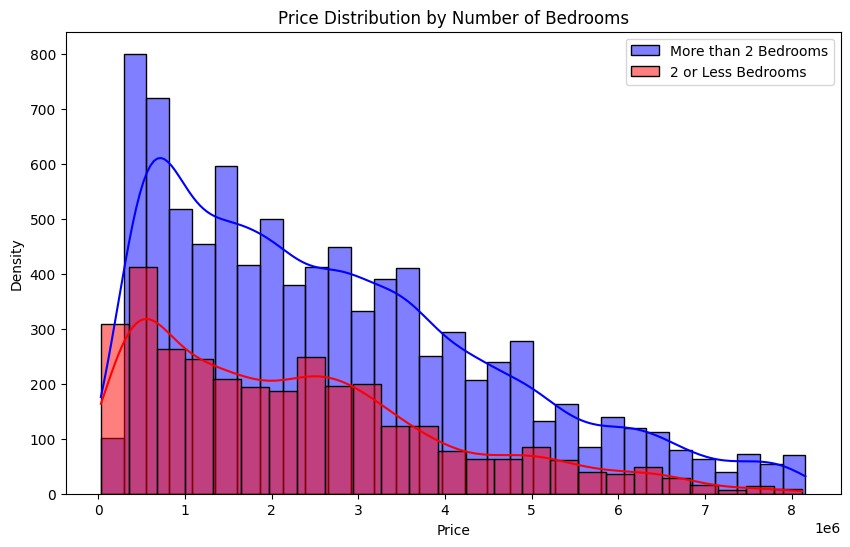 Price Distribution by Number of Bedrooms
More than 2 Bedrooms
2 or Less Bedrooms
800
700
600
500
400
300
200
100
0
Density
0 1 2 3 4 5 6 7 8
1e6
Price